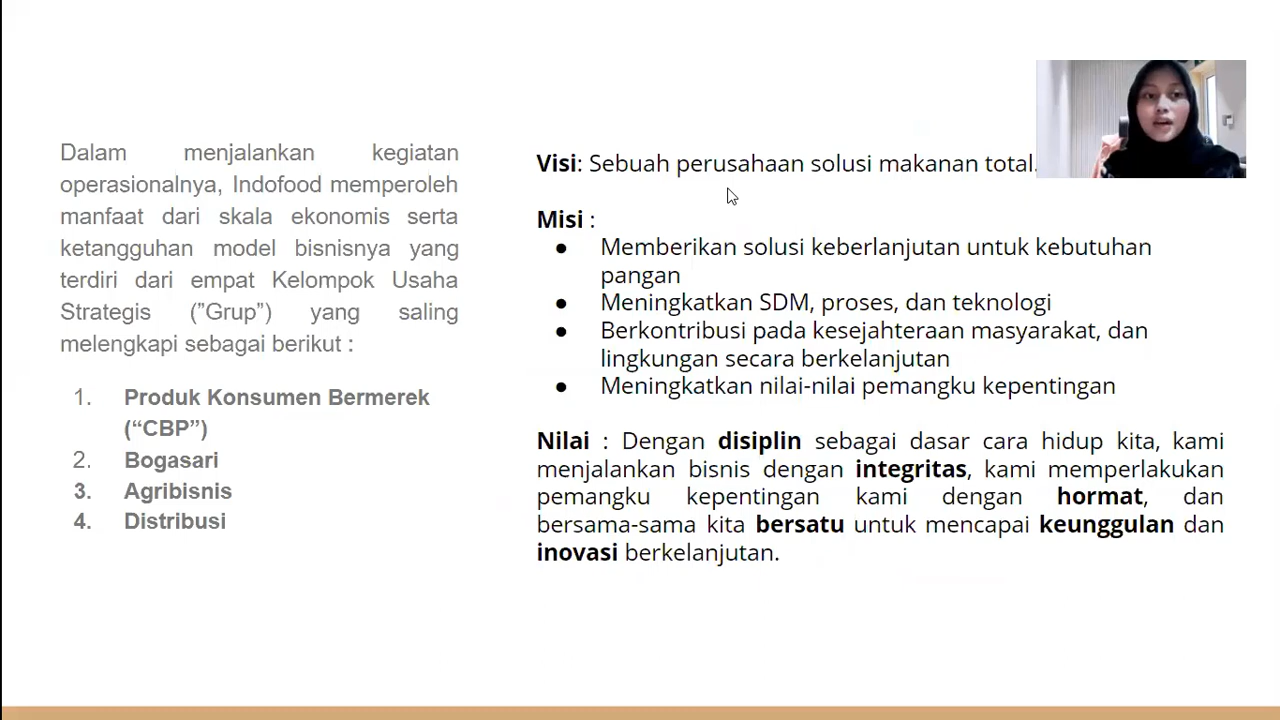 Dalam menjalankan kegiatan
operasionalnya, Indofood memperoleh
manfaat dari skala ekonomis serta
ketangguhan model bisnisnya yang
terdiri dari empat Kelompok Usaha
Strategis (”Grup”) yang saling
melengkapi sebagai berikut :
1. Produk Konsumen Bermerek
(“CBP”)
2. Bogasari
3. Agribisnis
4. Distribusi
Visi: Sebuah perusahaan solusi makanan total.
Misi :
● Memberikan solusi keberlanjutan untuk kebutuhan
pangan
● Meningkatkan SDM, proses, dan teknologi
● Berkontribusi pada kesejahteraan masyarakat, dan
lingkungan secara berkelanjutan
● Meningkatkan nilai-nilai pemangku kepentingan
Nilai : Dengan disiplin sebagai dasar cara hidup kita, kami
menjalankan bisnis dengan integritas, kami memperlakukan
pemangku kepentingan kami dengan hormat, dan
bersama-sama kita bersatu untuk mencapai keunggulan dan
inovasi berkelanjutan.